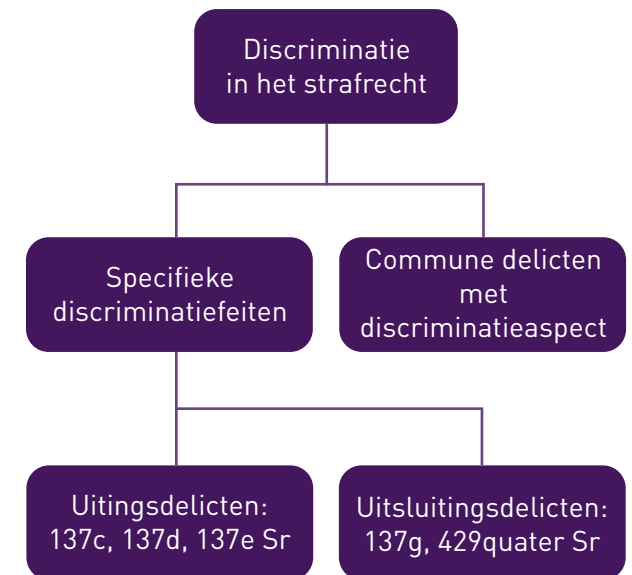 Discriminatie
in het strafrecht
Specifieke
discriminatiefeiten
Commune delicten
met
discriminatieaspect
Uitingsdelicten:
137c, 137d, 137e Sr
Uitsluitingsdelicten:
137g, 429quater Sr